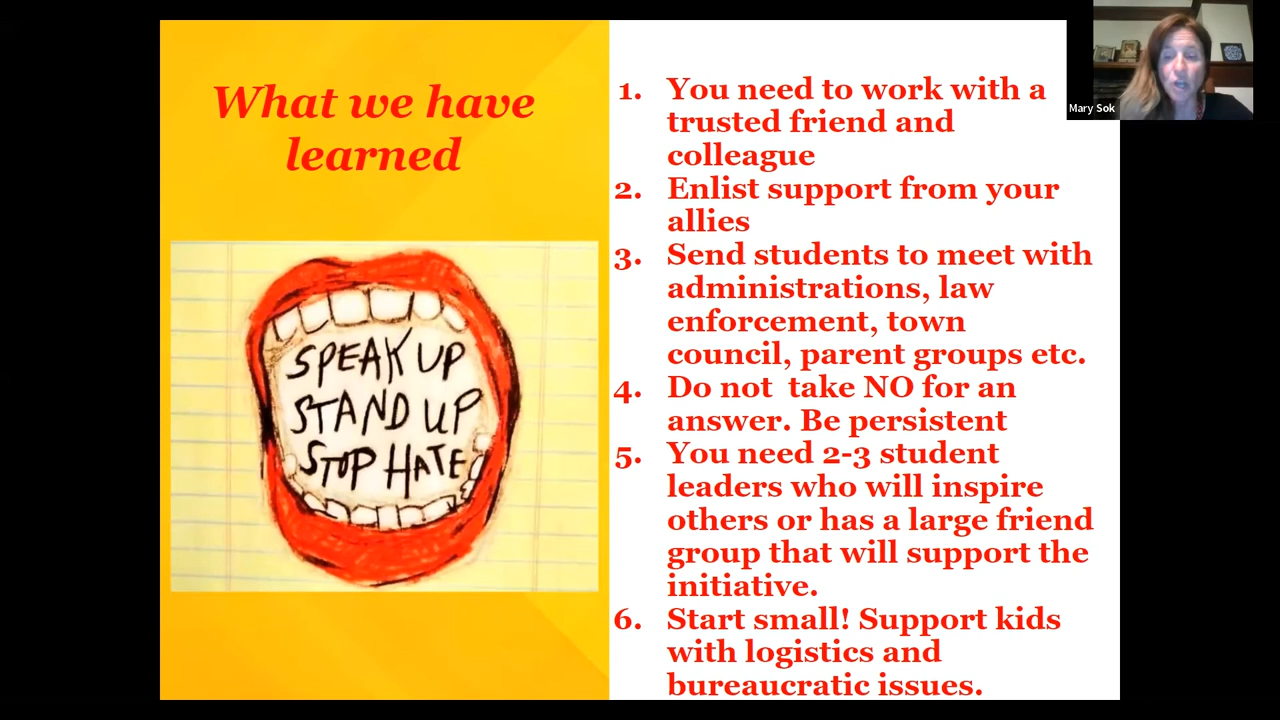 What we have
learned
SPEAK UP
STAND UP
STOP HATE
1. You need to work with a
trusted friend and
colleague
2. Enlist support from your
allies
3. Send students to meet with
administrations, law
enforcement, town
council, parent groups etc.
4. Do not  take NO for an
answer. Be persistent
5. You need 2-3 student
leaders who will inspire
others or has a large friend
group that will support the
initiative.
6. Start small! Support kids
with logistics and
bureaucratic issues.
Mary Sok